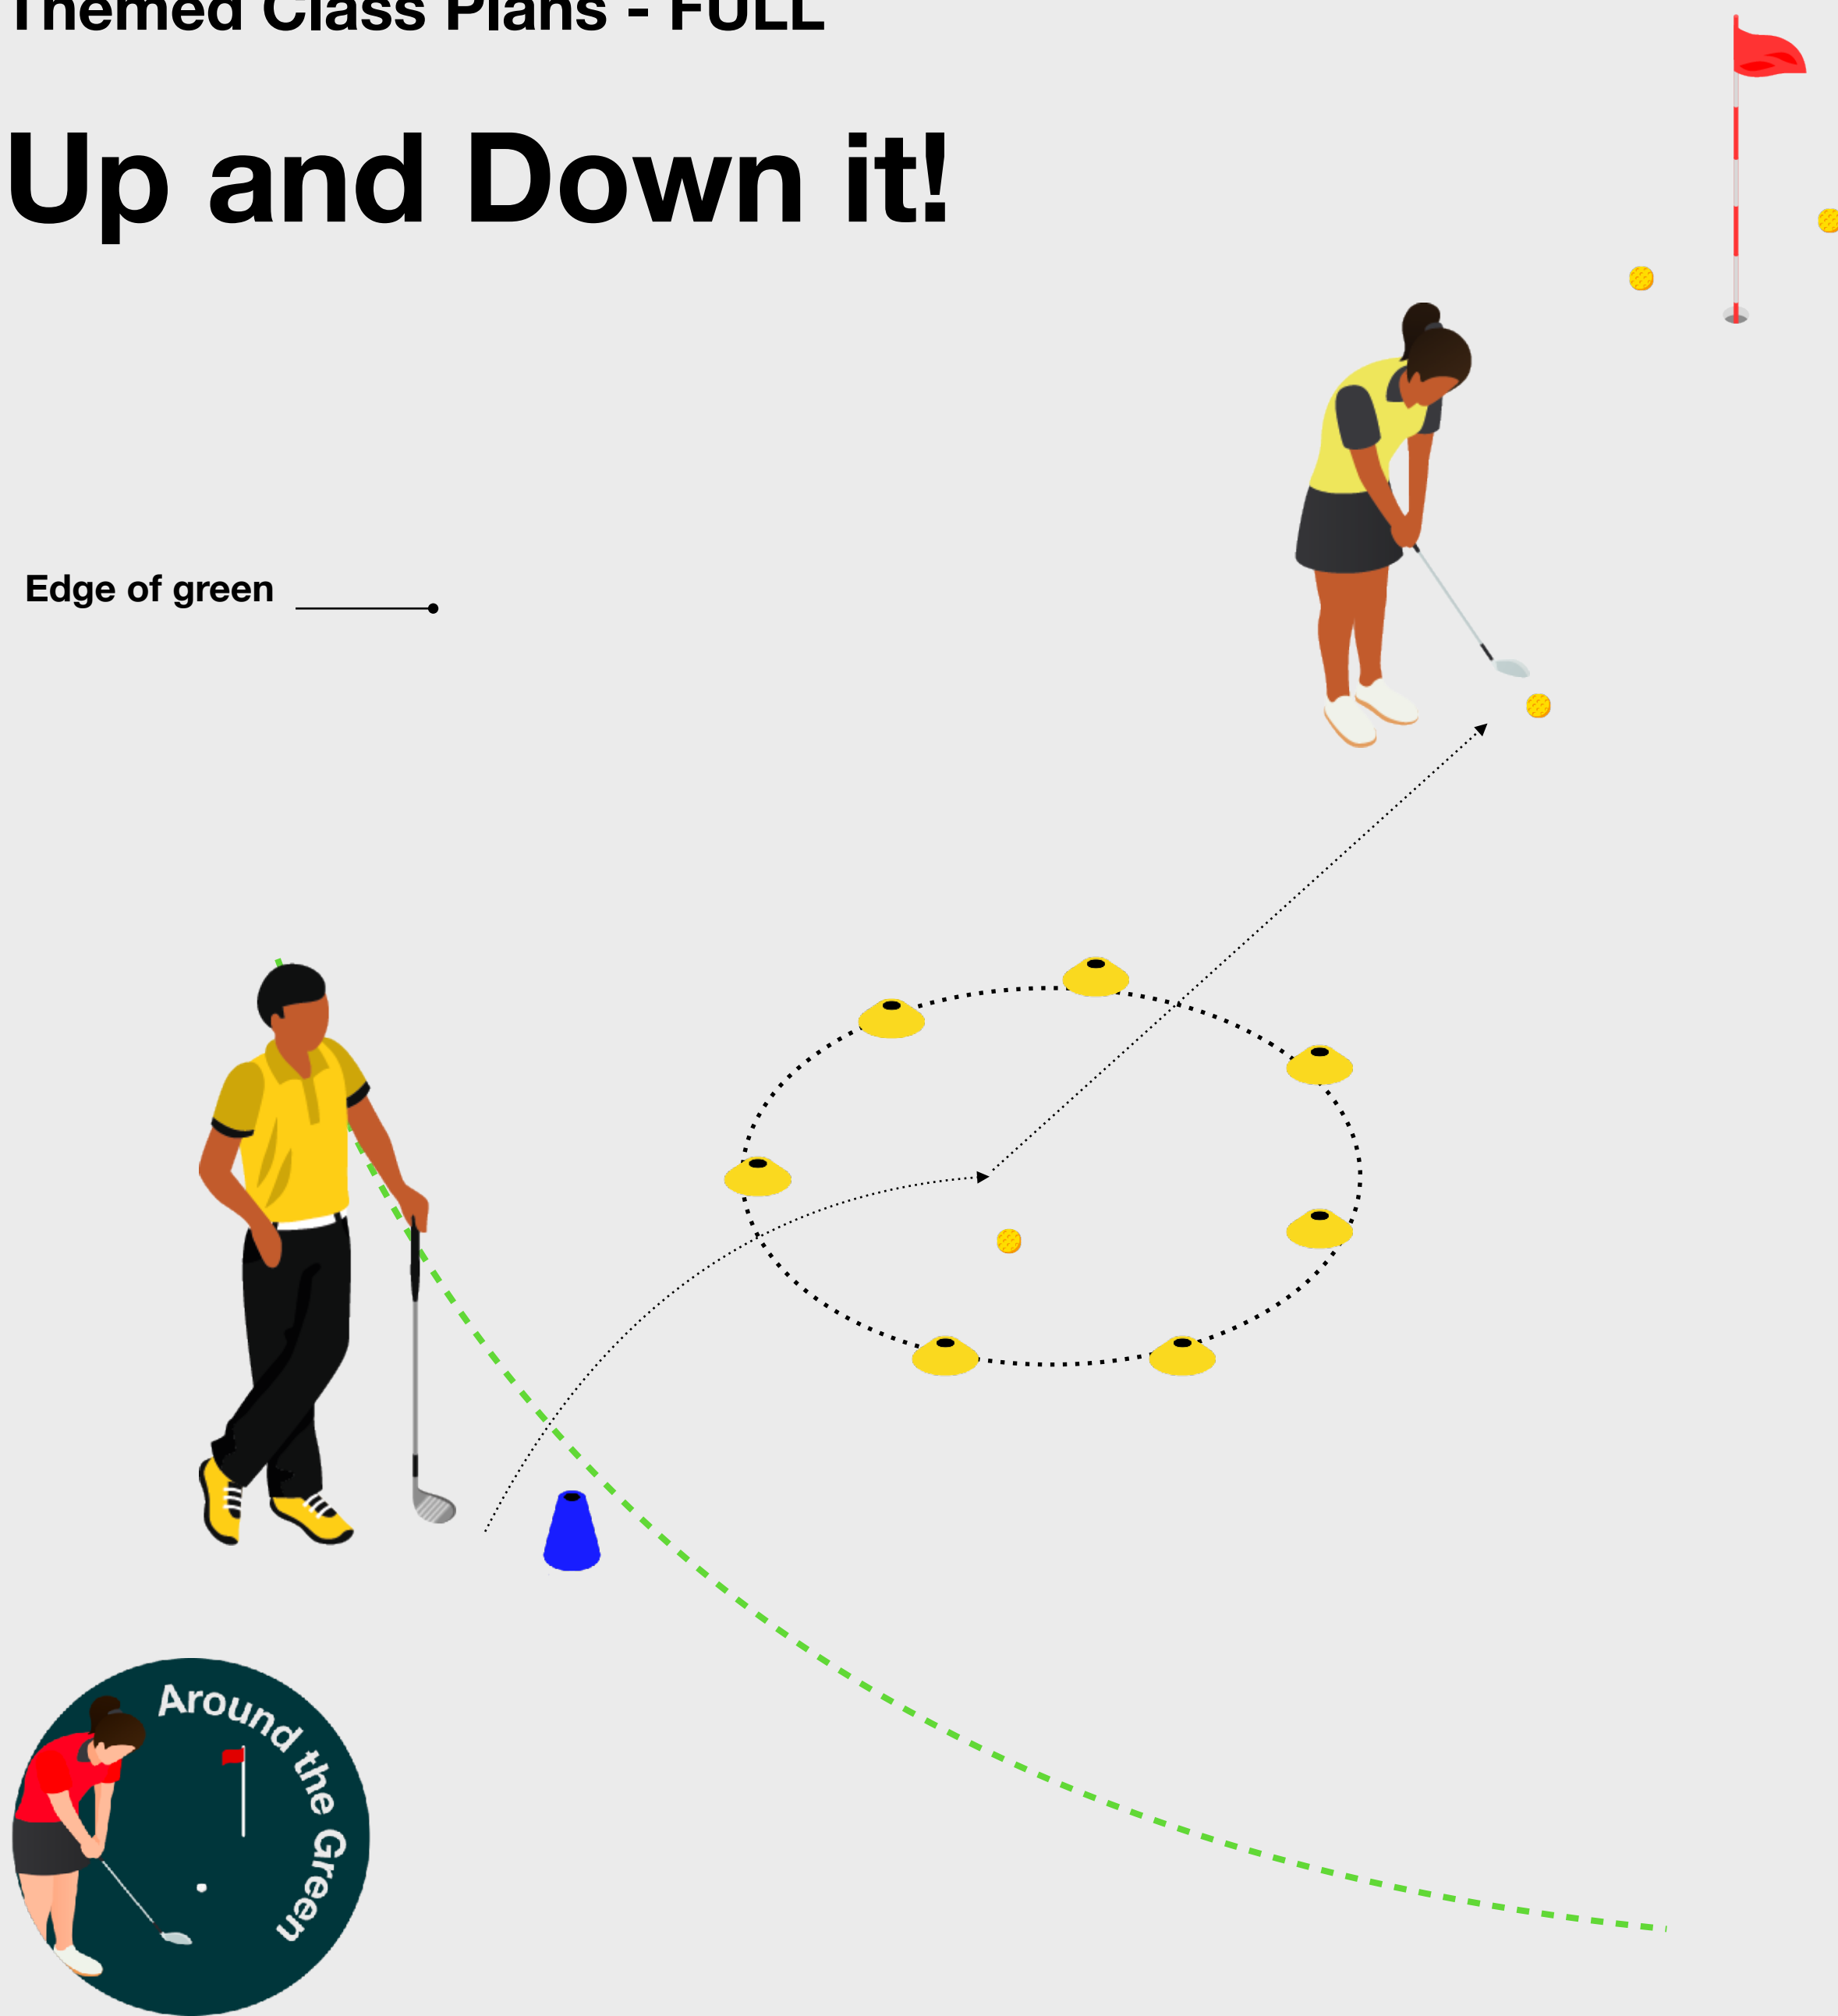 Themed Class Plans - FULL
Up and Down it!
Edge of green
Around the Green